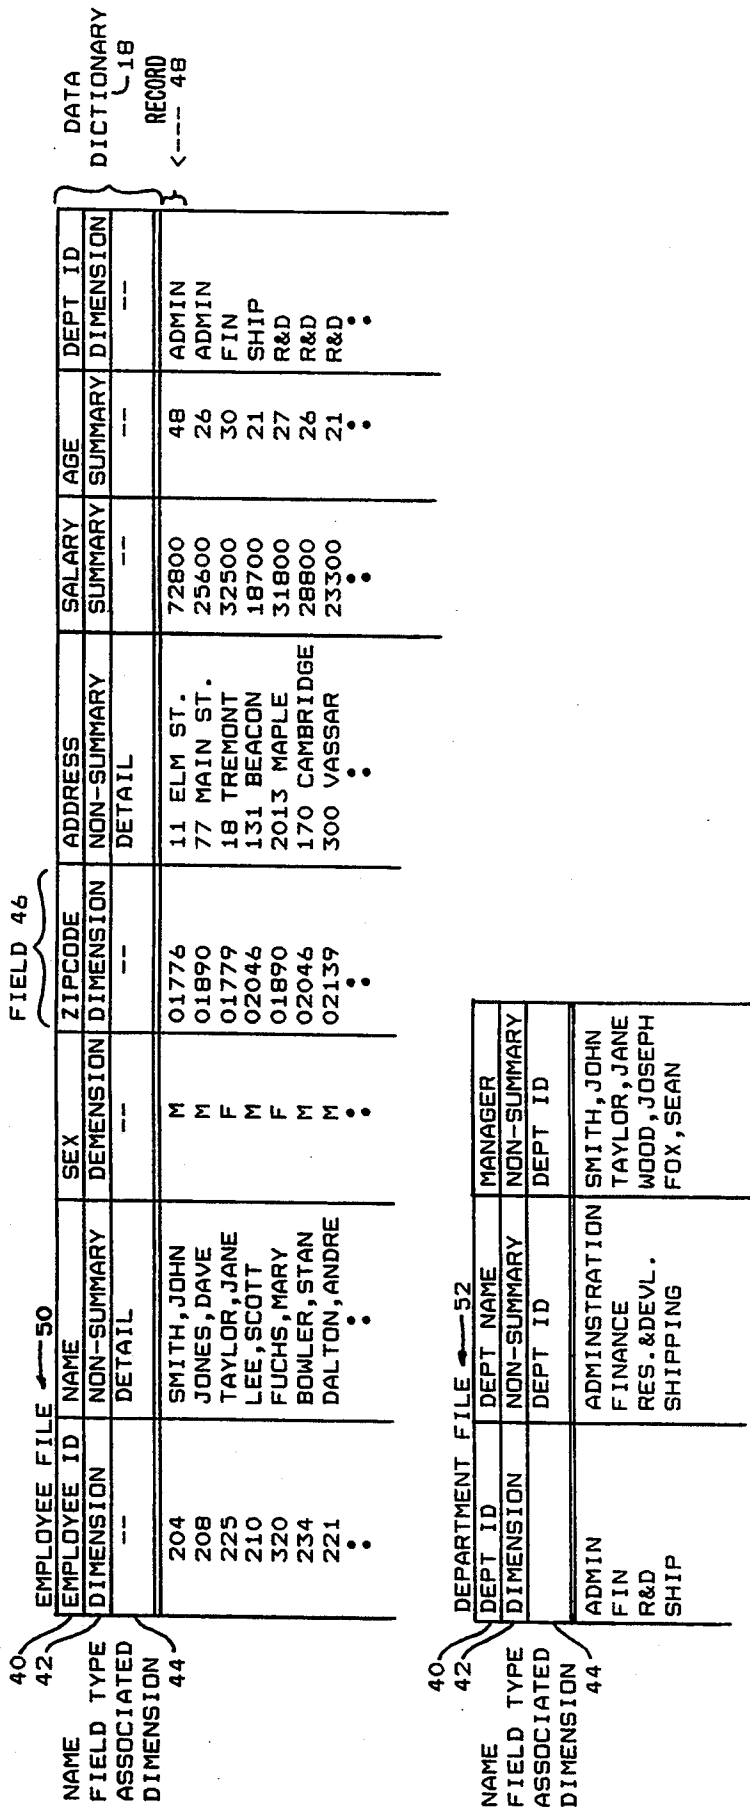 FIELD 46
EMPLOYEE FILE 50
40
42
NAME EMPLOYEE ID NAME SEX ZIPCODE ADDRESS SALARY AGE DEPT ID DATA
FIELD TYPE DIMENSION NON-SUMMARY DEMENSION DIMENSION NON-SUMMARY SUMMARY SUMMARY DIMENSION DICTIONARY
ASSOCIATED -- DETAIL -- -- DETAIL -- -- -- 18
DIMENSION
44
RECORD
<--- 48
204 SMITH,JOHN M 01776 11 ELM ST. 72800 48 ADMIN
208 JONES,DAVE M 01890 77 MAIN ST. 25600 26 ADMIN
225 TAYLOR,JANE F 01779 18 TREMONT 32500 30 FIN
210 LEE,SCOTT M 02046 131 BEACON 18700 21 SHIP
320 FUCHS,MARY F 01890 2013 MAPLE 31800 27 R&D
234 BOWLER,STAN M 02046 170 CAMBRIDGE 28800 26 R&D
221 DALTON,ANDRE M 02139 300 VASSAR 23300 21 R&D
DEPARTMENT FILE 52
40
42
NAME DEPT ID DEPT NAME MANAGER
FIELD TYPE DIMENSION NON-SUMMARY NON-SUMMARY
ASSOCIATED DEPT ID DEPT ID
DIMENSION
44
ADMIN ADMINSTRATION SMITH,JOHN
FIN FINANCE TAYLOR,JANE
R&D RES.&DEVL. WOOD,JOSEPH
SHIP SHIPPING FOX,SEAN